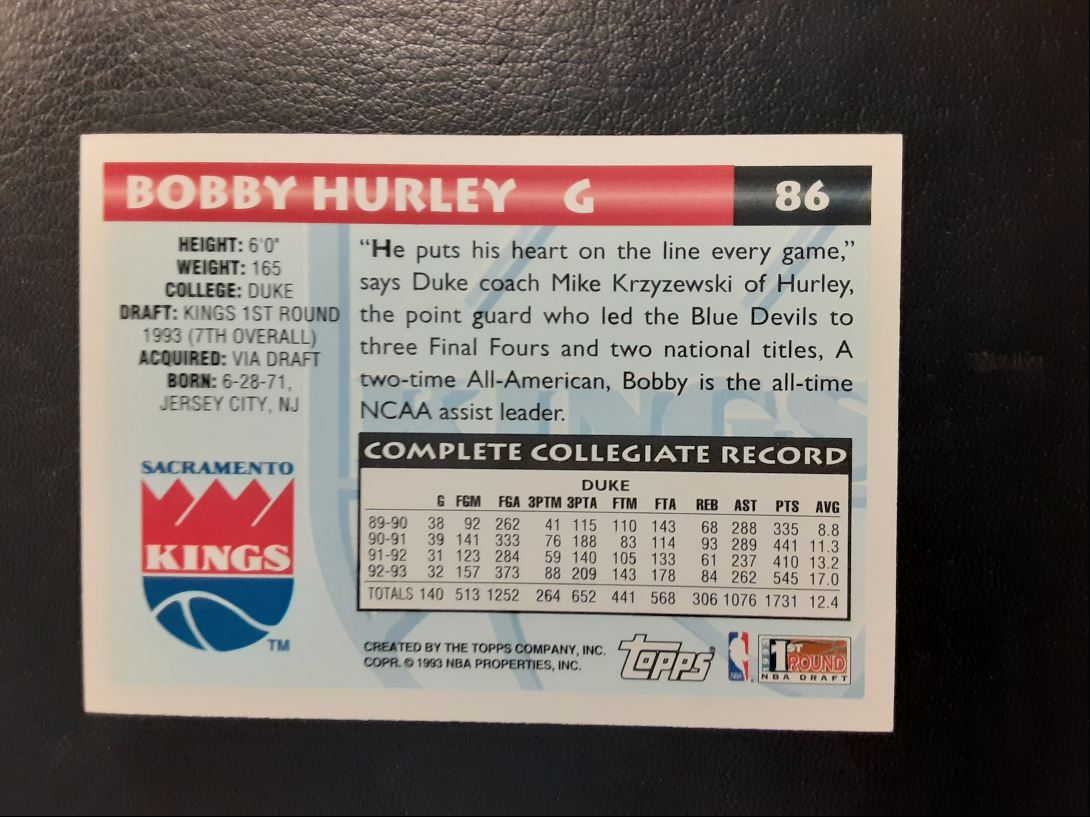 BOBBY HURLEY G 86
HEIGHT: 6'0"
WEIGHT: 165
COLLEGE: DUKE
DRAFT: KINGS 1ST ROUND
1993 (7TH OVERALL)
ACQUIRED: VIA DRAFT
BORN: 6-28-71,
JERSEY CITY, NJ
SACRAMENTO
KINGS
TM
"He puts his heart on the line every game,"
says Duke coach Mike Krzyzewski of Hurley,
the point guard who led the Blue Devils to
three Final Fours and two national titles, A
two-time All-American, Bobby is the all-time
NCAA assist leader.
KINGS
COMPLETE COLLEGIATE RECORD
DUKE
G FGM FGA 3PTM 3PTA FTM FTA REB AST PTS AVG
89-90 38 92 262 41 115 110 143 68 288 335 8.8
90-91 39 141 333 76 188 83 114 93 289 441 11.3
91-92 31 123 284 59 140 105 133 61 237 410 13.2
92-93 32 157 373 88 209 143 178 84 262 545 17.0
TOTALS 140 513 1252 264 652 441 568 306 1076 1731 12.4
CREATED BY THE TOPPS COMPANY, INC.
COPR. © 1993 NBA PROPERTIES, INC.
Topps®
NBA
1ST
ROUND
NBA DRAFT